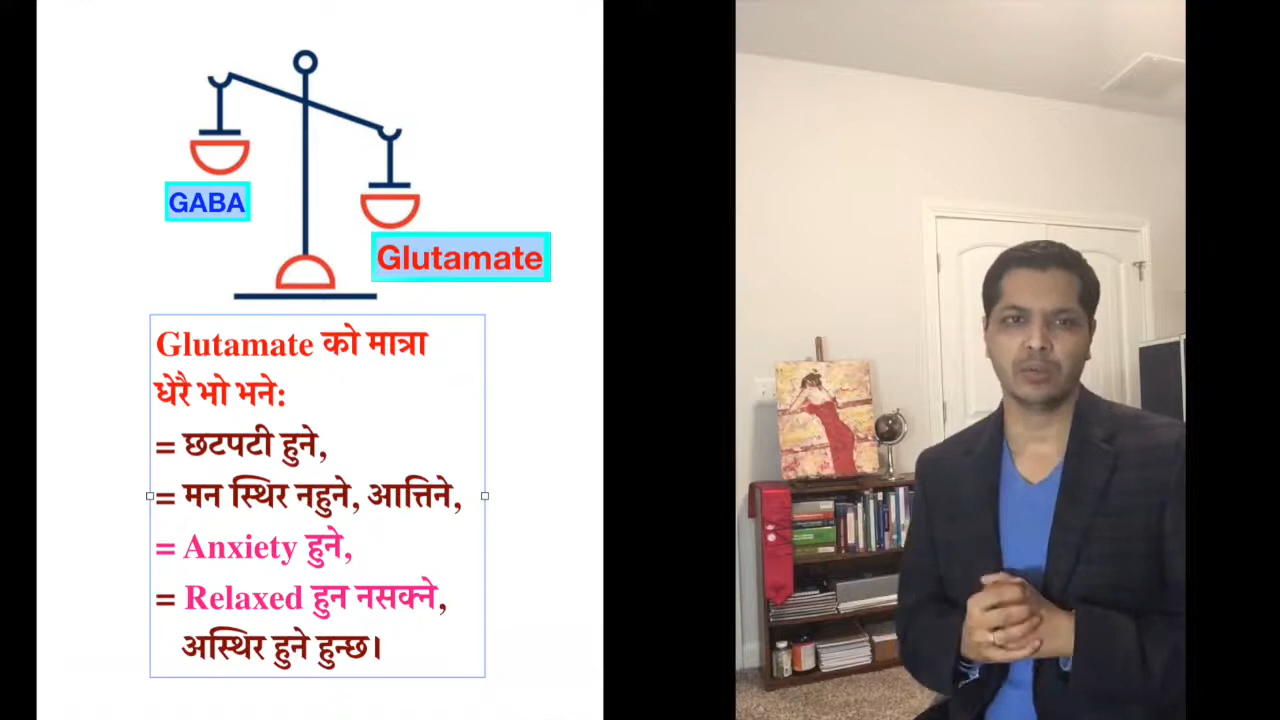 GABA
Glutamate
Glutamate को मात्रा
धेरै भो भने:
= छटपटी हुने,
= मन स्थिर नहुने, आत्तिने,
= Anxiety हुने,
= Relaxed हुन नसक्ने,
अस्थिर हुने हुन्छ।